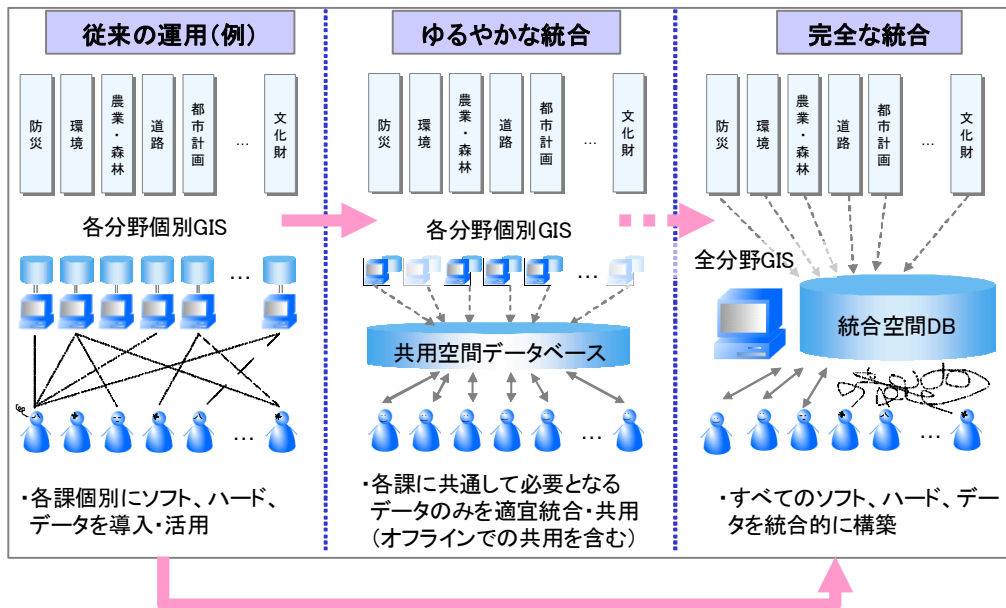 従来の運用(例)
防災
環境
農業・森林
道路
都市計画
…
文化財
各分野個別GIS
…
…
・各課個別にソフト、ハード、
データを導入・活用
ゆるやかな統合
防災
環境
農業・森林
道路
都市計画
…
文化財
各分野個別GIS
…
共用空間データベース
…
・各課に共通して必要となる
データのみを適宜統合・共用
(オフラインでの共用を含む)
完全な統合
防災
環境
農業・森林
道路
都市計画
…
文化財
全分野GIS
統合空間DB
…
・すべてのソフト、ハード、デー
タを統合的に構築